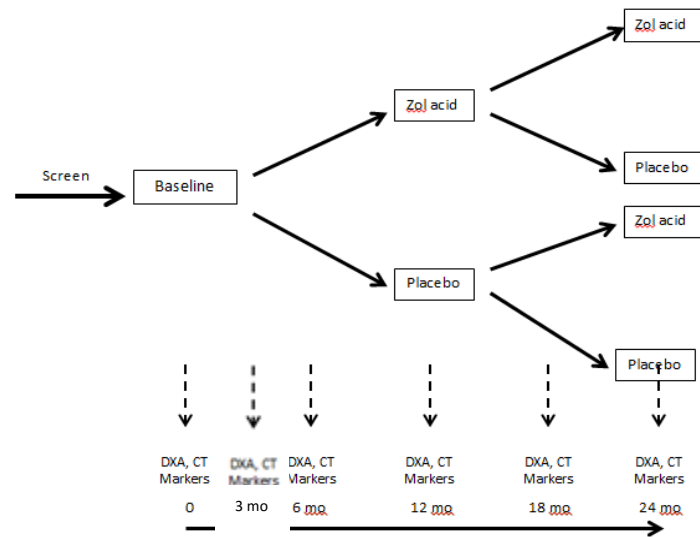 Zol acid
Zol acid
Screen
Baseline
Placebo
Zol acid
Placebo
Placebo
DXA, CT DXA, CT DXA, CT DXA, CT DXA, CT DXA, CT
Markers Markers Markers Markers Markers Markers
0 3 mo 6 mo 12 mo 18 mo 24 mo